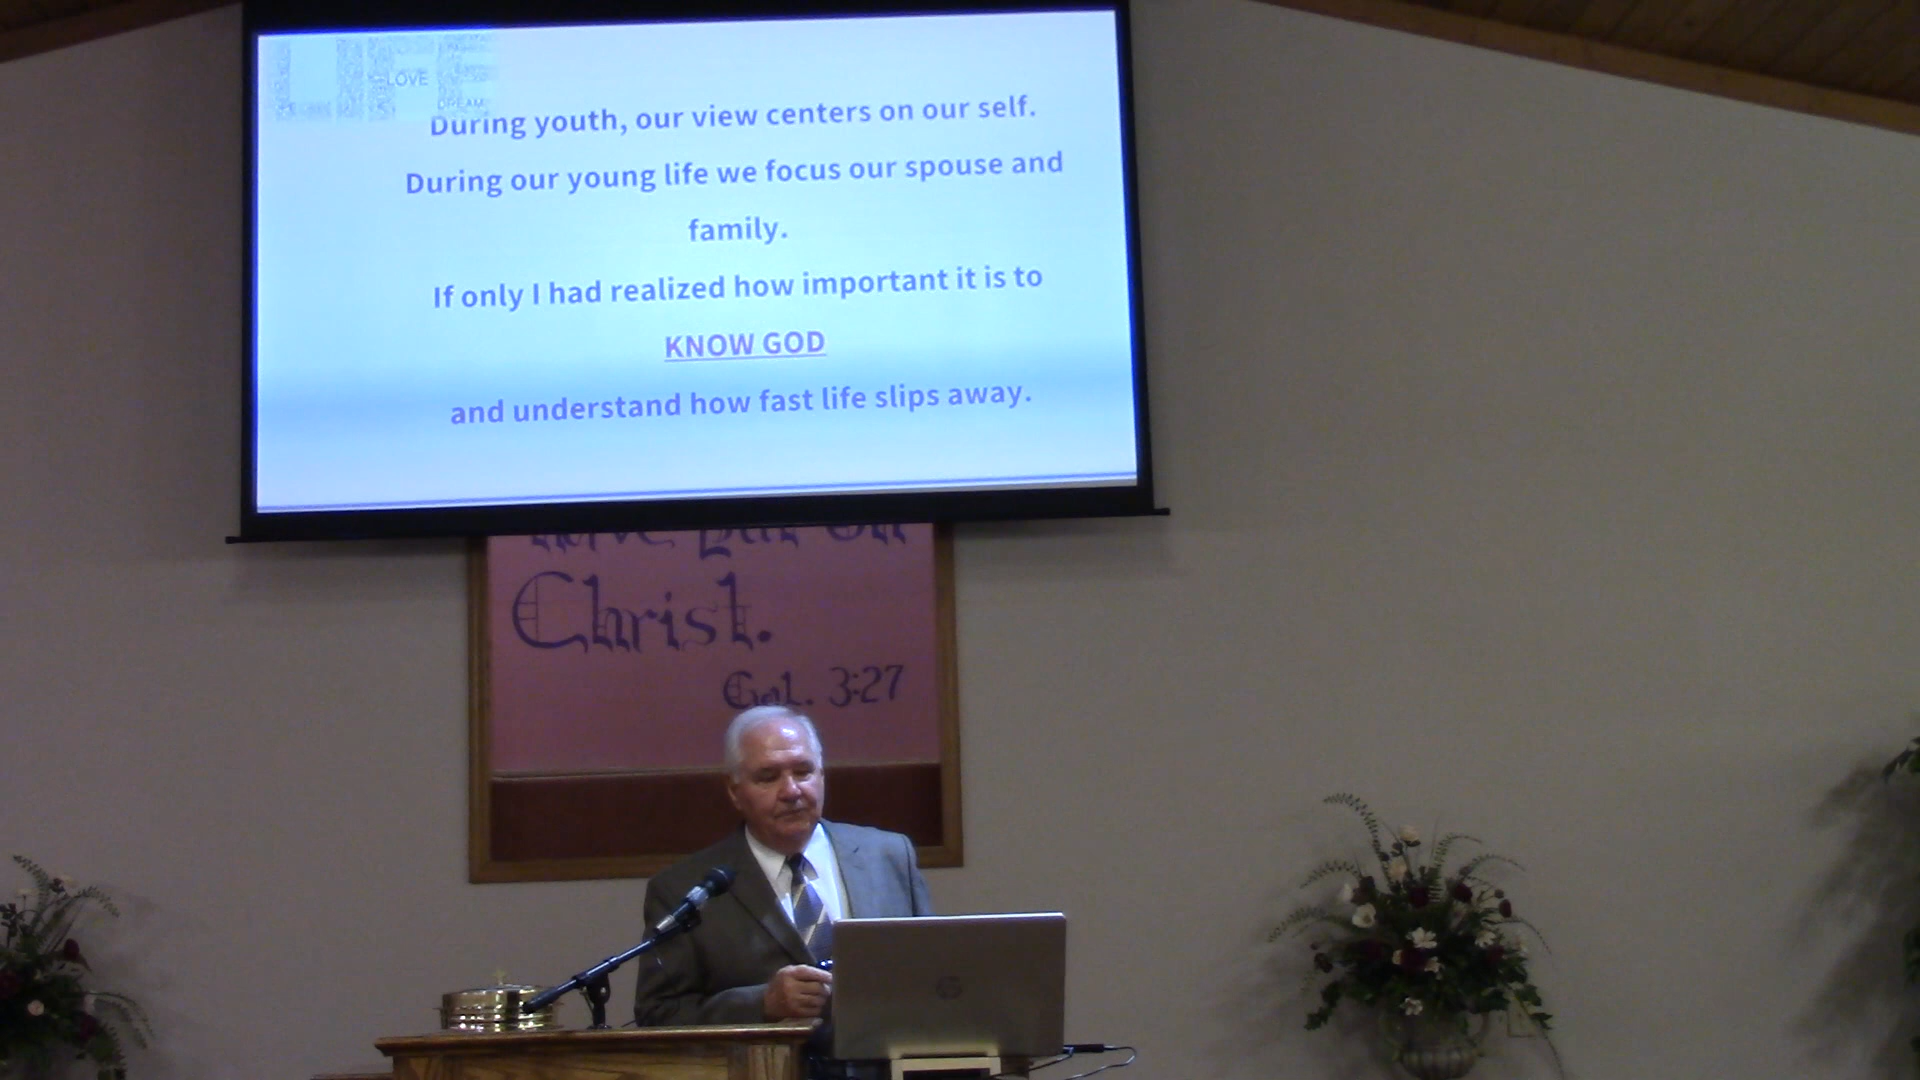 LOVE
DREAM
During youth, our view centers on our self.
During our young life we focus our spouse and
family.
If only I had realized how important it is to
KNOW GOD
and understand how fast life slips away.
Christ.
Gal. 3:27